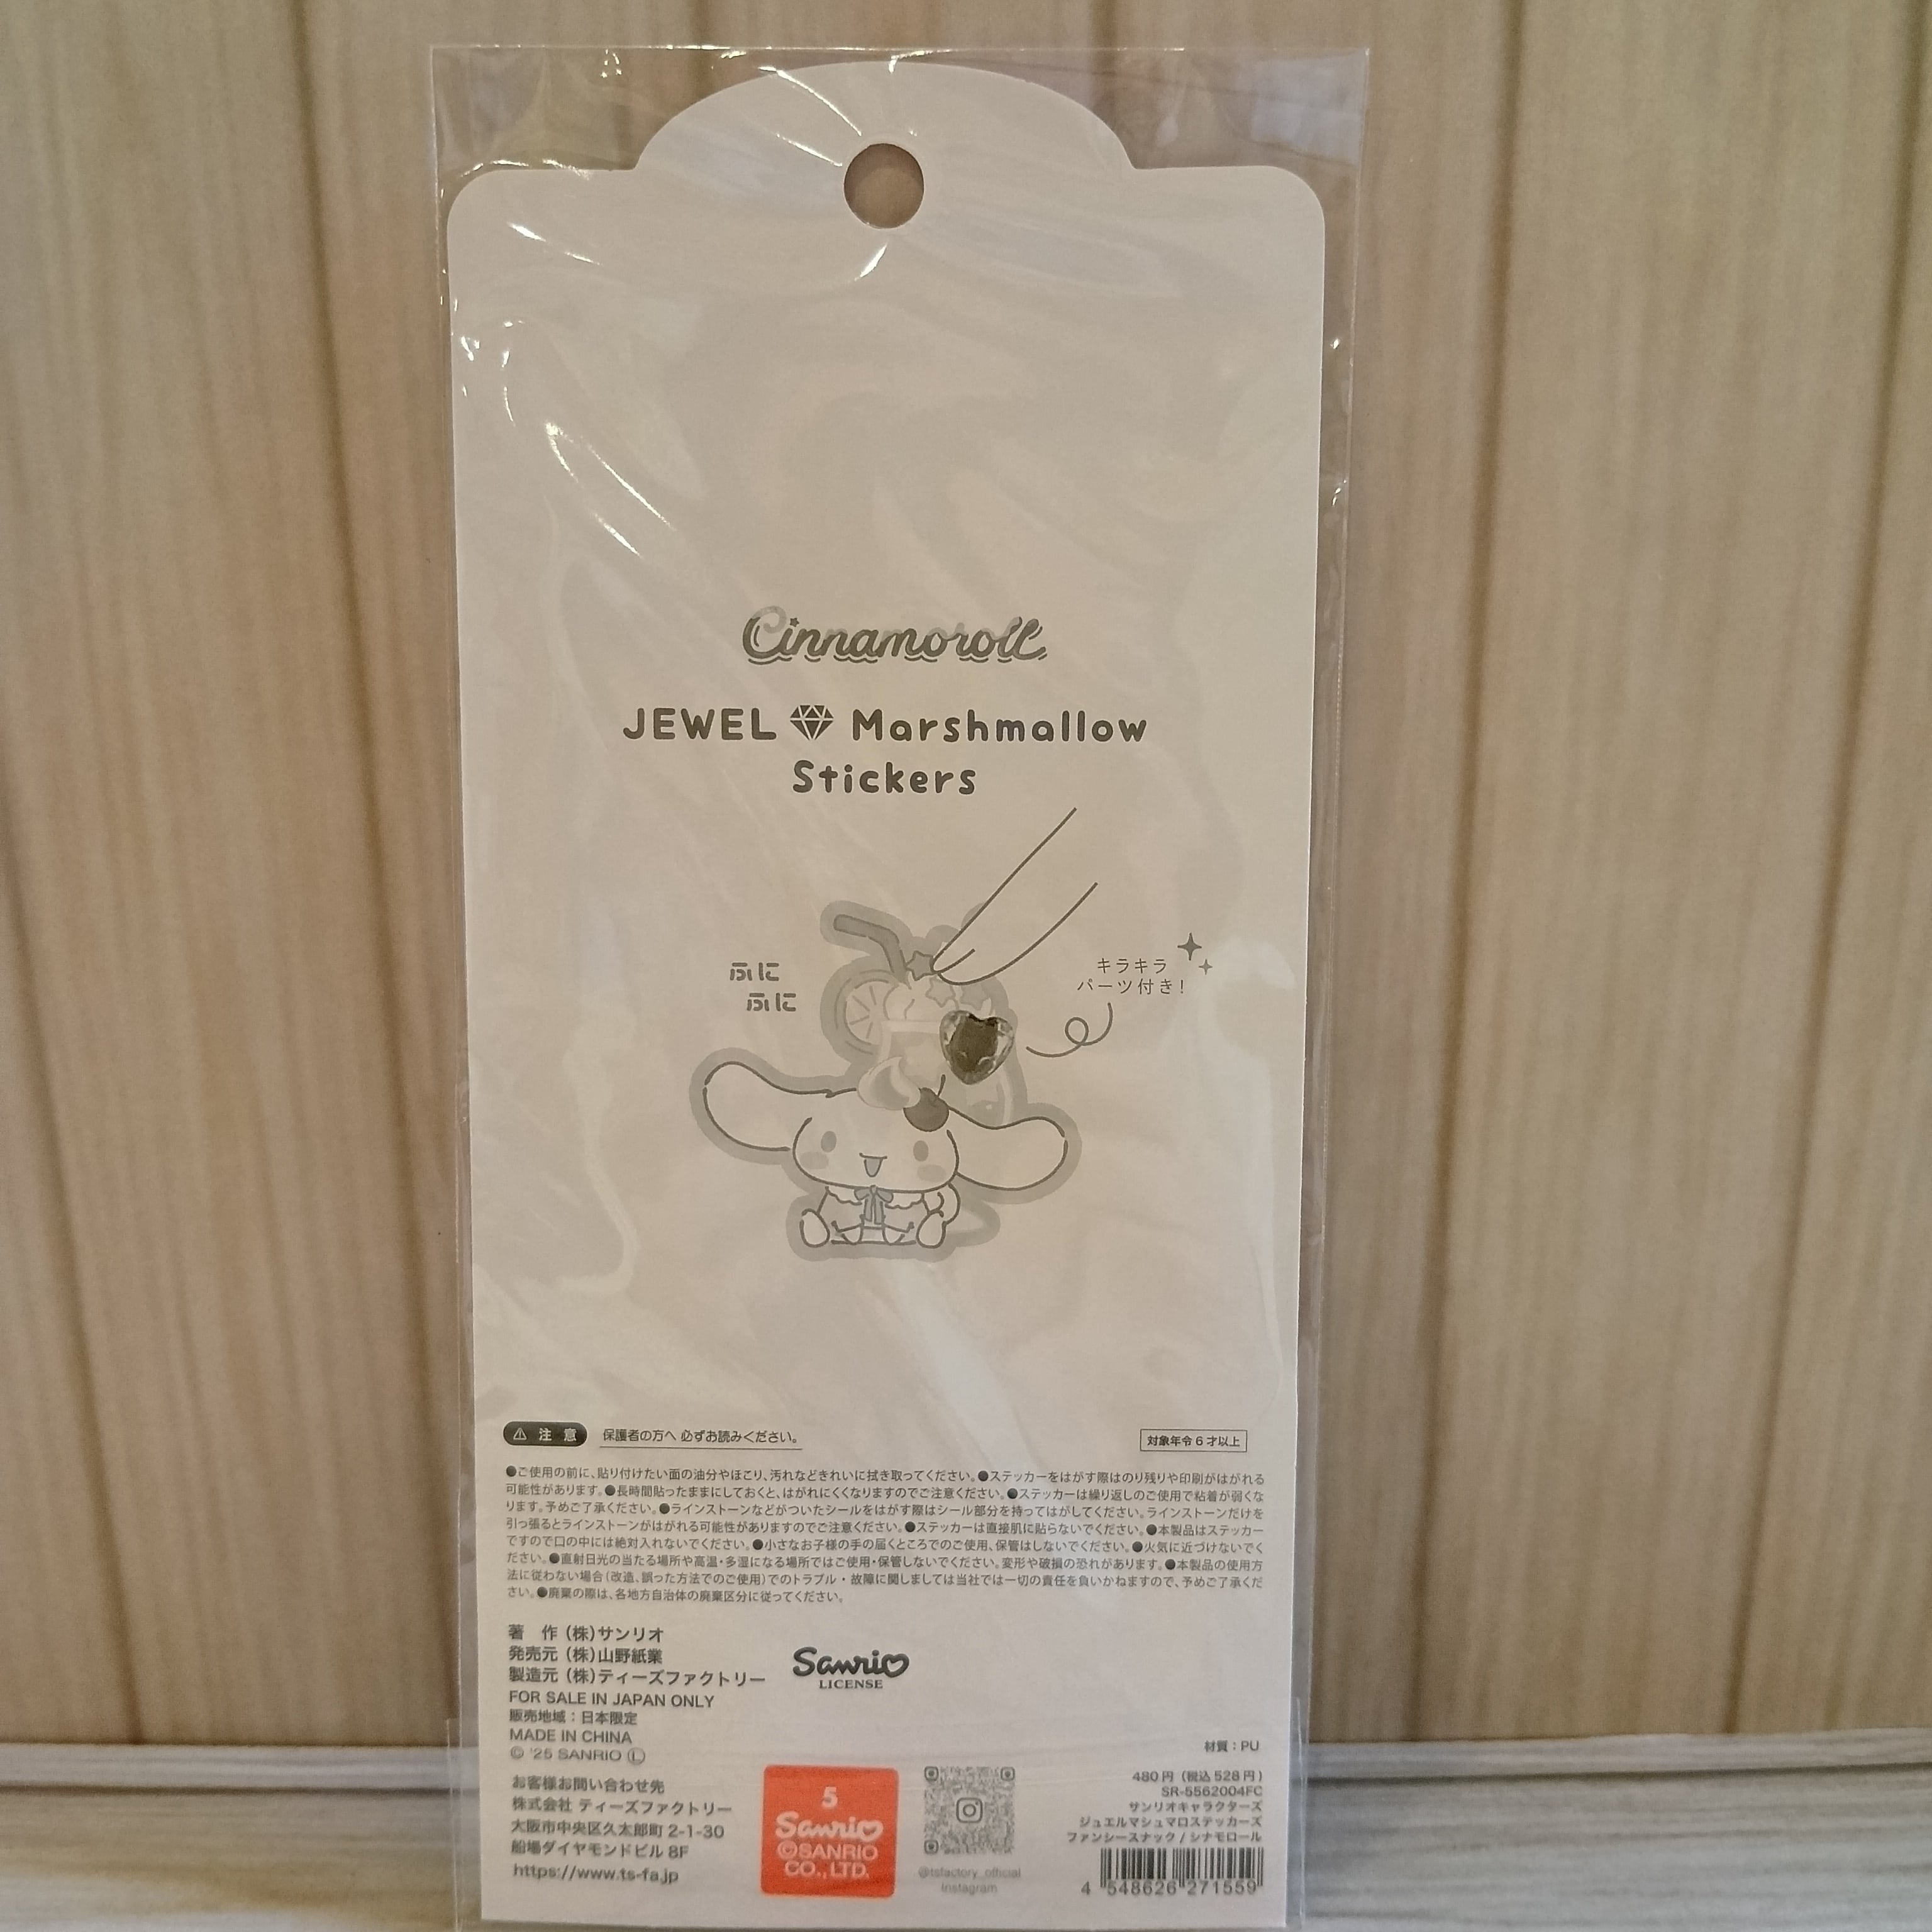 Cinnamoroll
JEWEL Marshmallow
Stickers
ふに
ふに
キラキラ
パーツ付き!
⚠ 注意 保護者の方へ 必ずお読みください。
対象年令6才以上
●ご使用の前に、貼り付けたい面の油分やほこり、汚れなどきれいに拭き取ってください。●ステッカーをはがす際はのり残りや印刷がはがれる
可能性があります。●長時間貼ったままにしておくと、はがれにくくなりますのでご注意ください。●ステッカーは繰り返しのご使用で粘着が弱くな
ります。予めご了承ください。●ラインストーンなどがついたシールをはがす際はシール部分を持ってはがしてください。ラインストーンだけを
引っ張るとラインストーンがはがれる可能性がありますのでご注意ください。●ステッカーは直接肌に貼らないでください。●本製品はステッカー
ですので口の中には絶対入れないでください。●小さなお子様の手の届くところでのご使用、保管はしないでください。●火気に近づけないでく
ださい。●直射日光の当たる場所や高温・多湿になる場所ではご使用・保管しないでください。変形や破損の恐れがあります。●本製品の使用方
法に従わない場合(改造、誤った方法でのご使用)でのトラブル・故障に関しましては当社では一切の責任を負いかねますので、予めご了承くだ
さい。●廃棄の際は、各地方自治体の廃棄区分に従ってください。
著 作 (株)サンリオ
発売元 (株)山野紙業
製造元 (株)ティーズファクトリー
FOR SALE IN JAPAN ONLY
販売地域:日本限定
MADE IN CHINA
© '25 SANRIO Ⓛ
Sanrio
LICENSE
お客様お問い合わせ先
株式会社 ティーズファクトリー
大阪市中央区久太郎町 2-1-30
船場ダイヤモンドビル 8F
https://www.ts-fa.jp
5
Sanrio
©SANRIO
CO., LTD.
@tsfactory_official
Instagram
材質:PU
480円(税込528円)
SR-5562004FC
サンリオキャラクターズ
ジュエルマシュマロステッカーズ
ファンシースナック / シナモロール
4 548626 271559